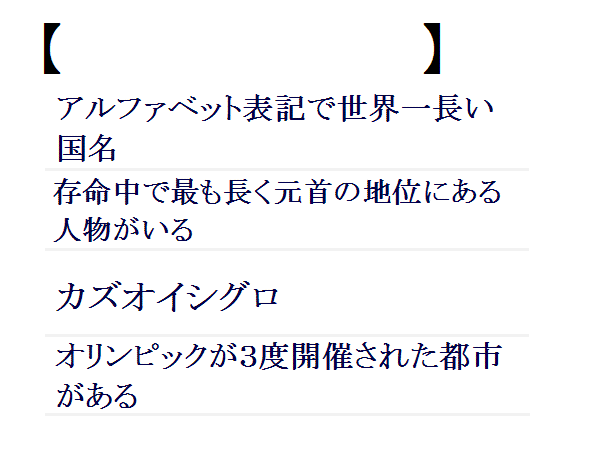 【　　　　　　　】
アルファベット表記で世界一長い
国名
存命中で最も長く元首の地位にある
人物がいる
カズオイシグロ
オリンピックが３度開催された都市
がある